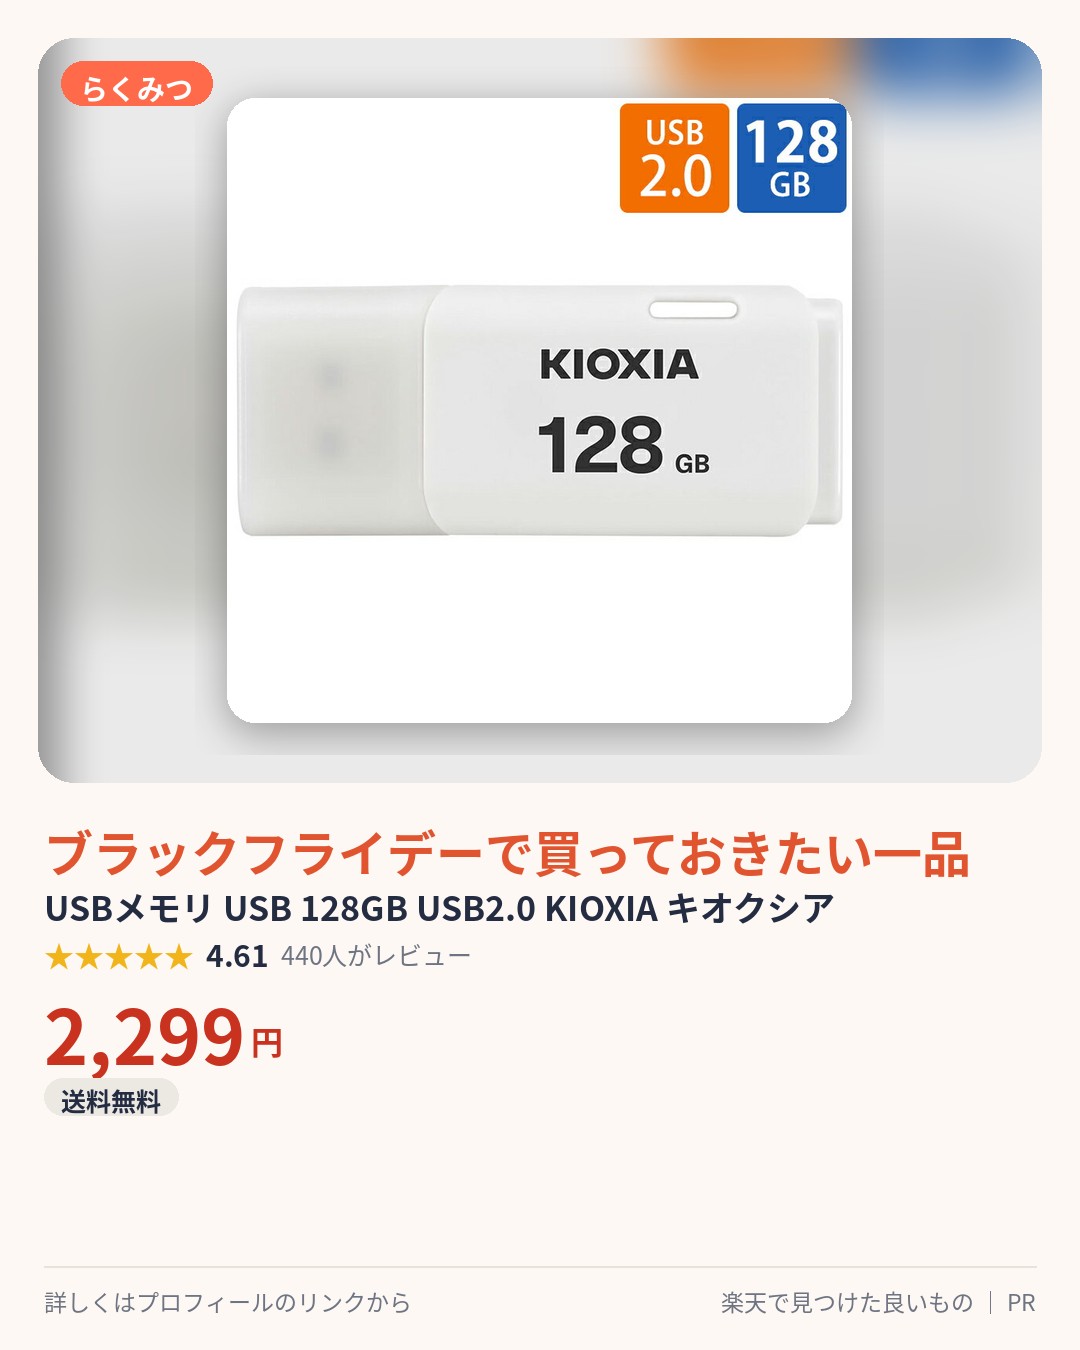 らくみつ
USB
2.0
128
GB
KIOXIA
128 GB
ブラックフライデーで買っておきたい一品
USBメモリ USB 128GB USB2.0 KIOXIA キオクシア
★★★★★ 4.61 440人がレビュー
2,299円
送料無料
詳しくはプロフィールのリンクから
楽天で見つけた良いもの｜PR